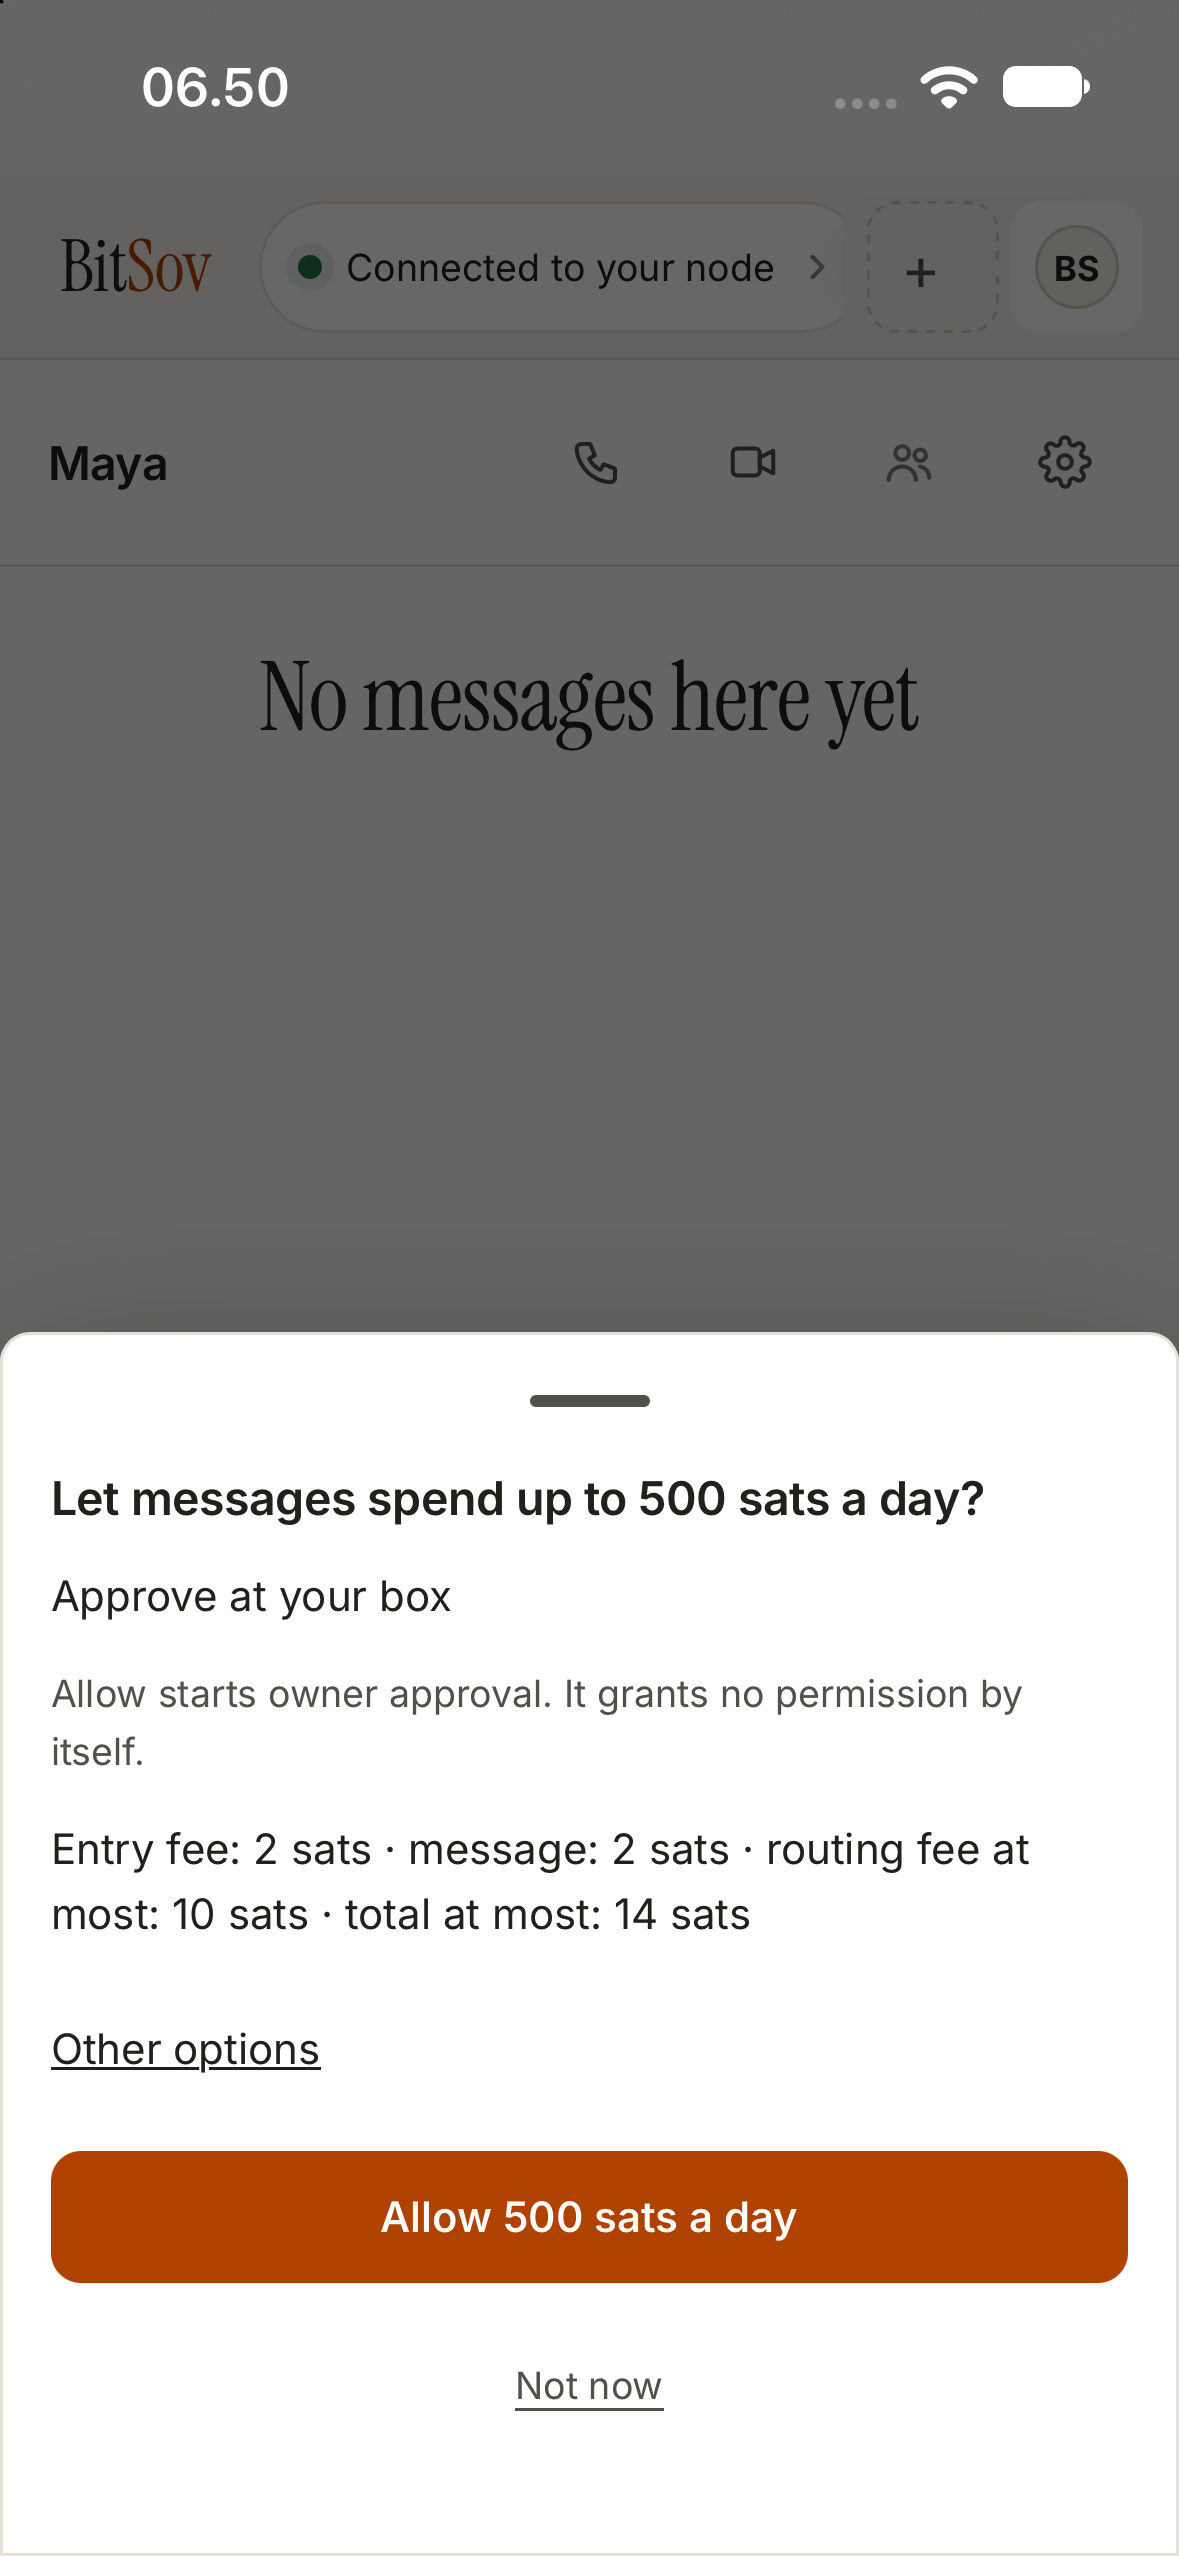 06.50
BitSov
Connected to your node
+
BS
Maya
No messages here yet
Let messages spend up to 500 sats a day?
Approve at your box
Allow starts owner approval. It grants no permission by
itself.
Entry fee: 2 sats · message: 2 sats · routing fee at
most: 10 sats · total at most: 14 sats
Other options
Allow 500 sats a day
Not now